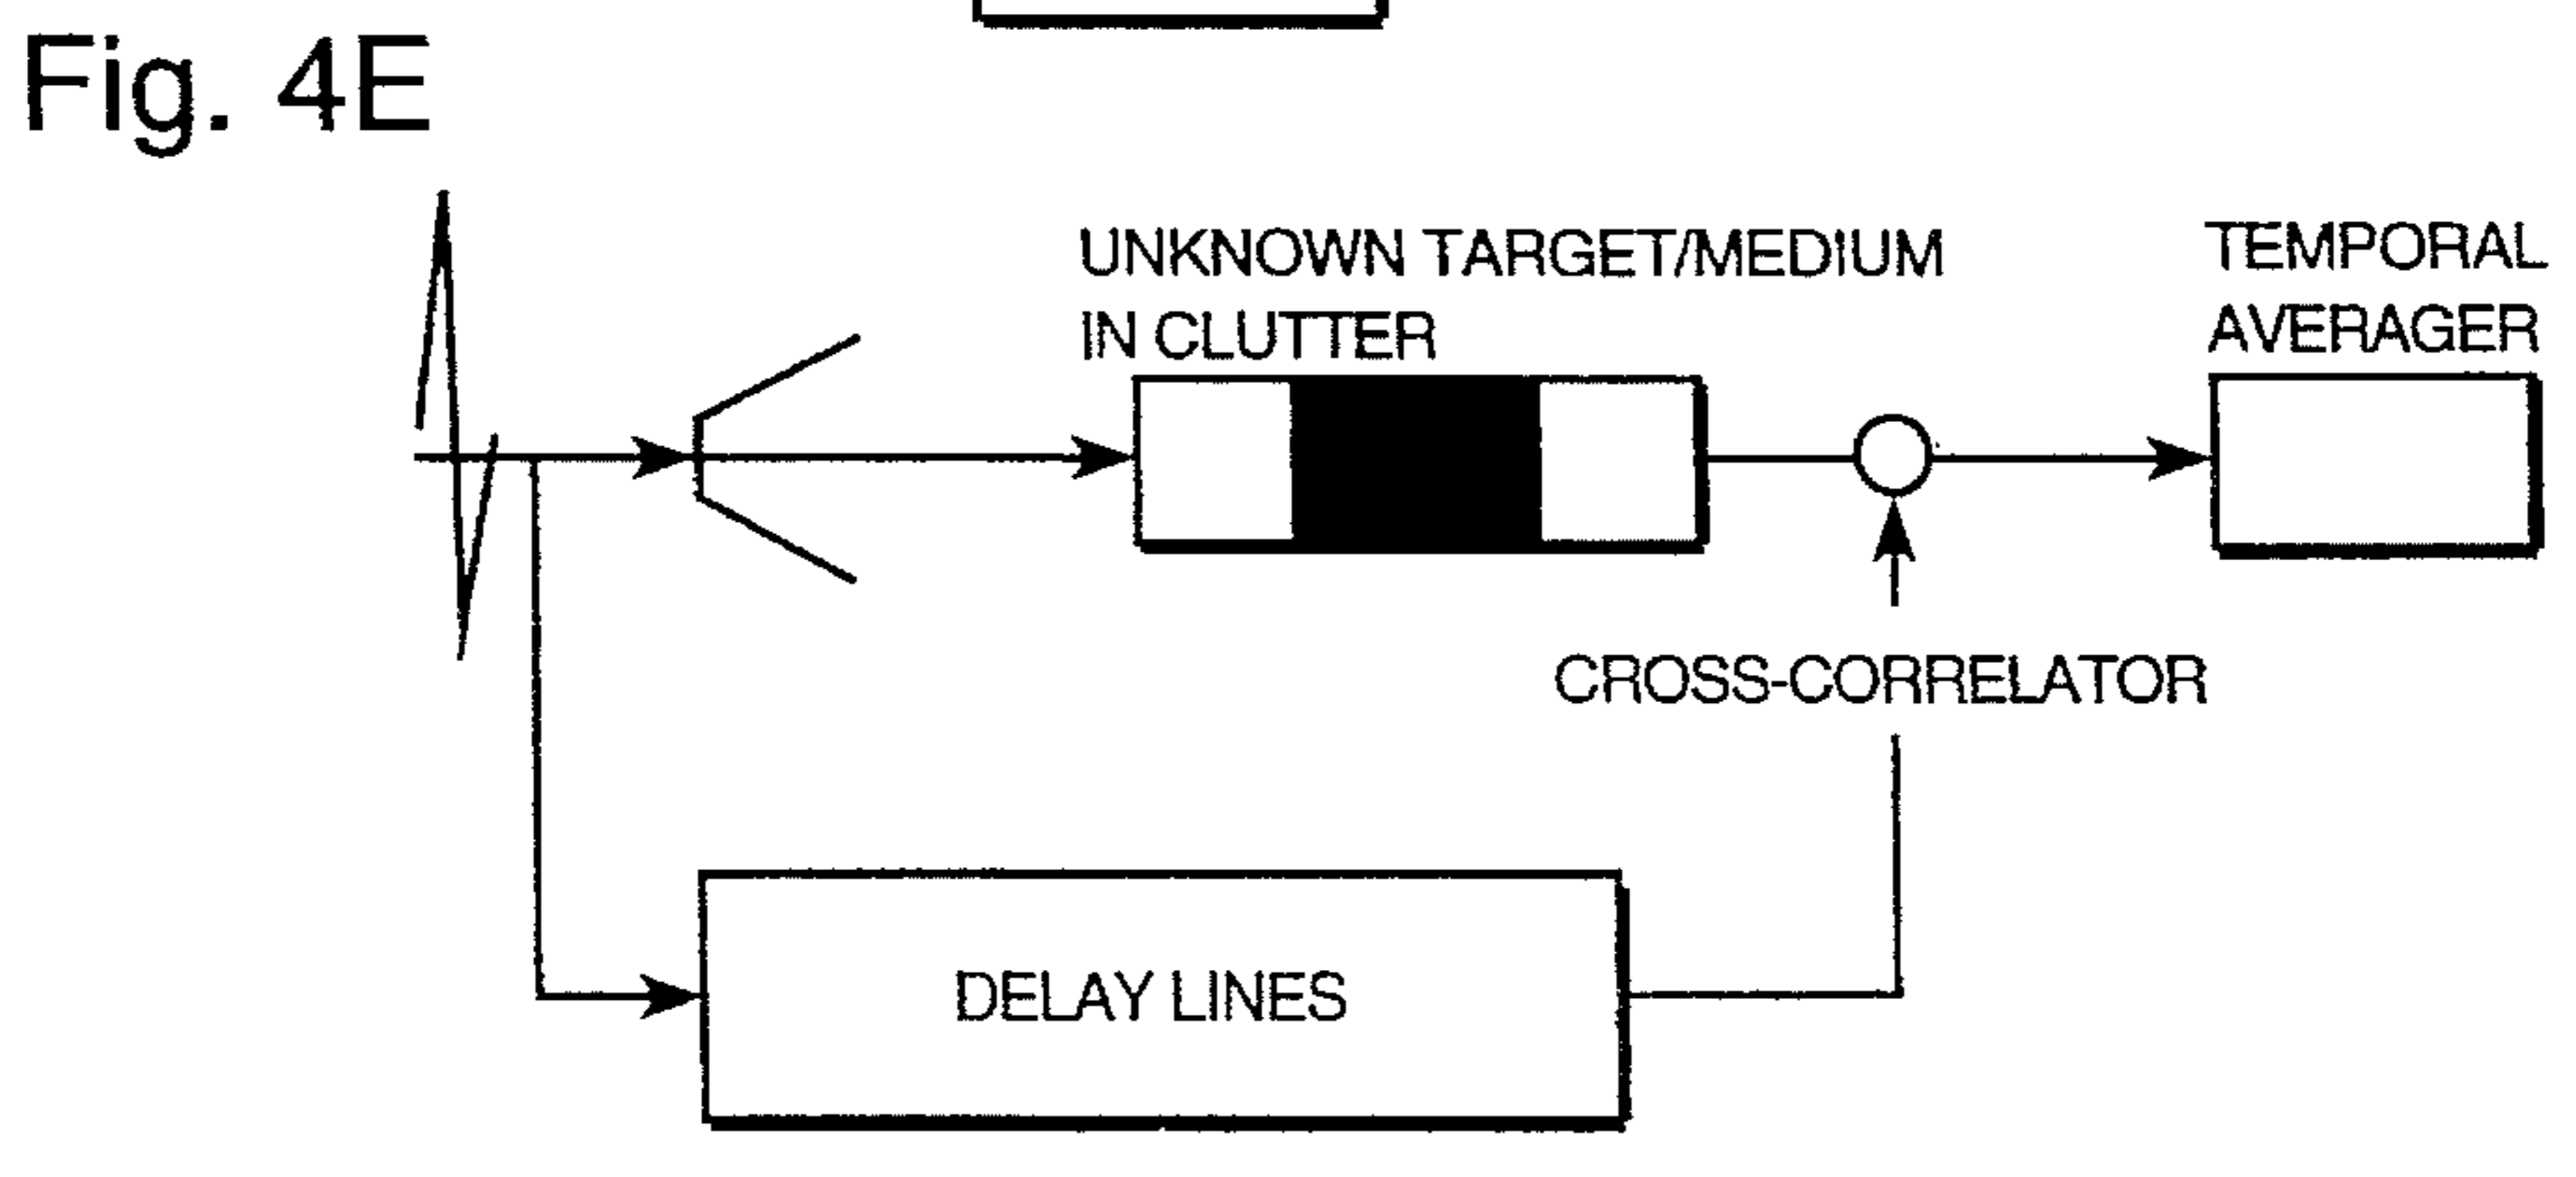 Fig. 4E
UNKNOWN TARGET/MEDIUM
IN CLUTTER
TEMPORAL
AVERAGER
CROSS-CORRELATOR
DELAY LINES